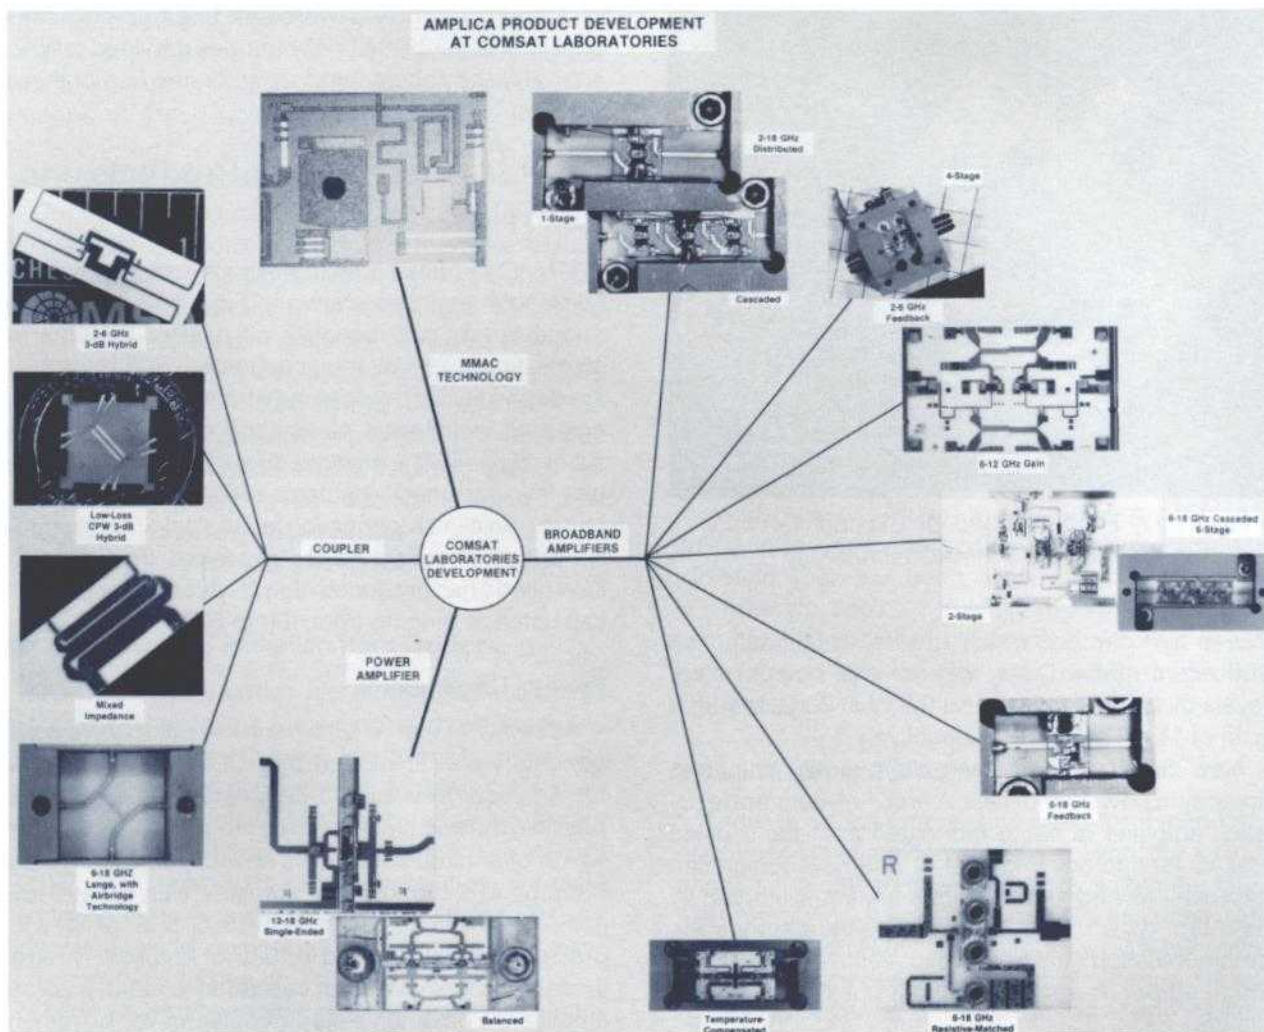 AMPLICA PRODUCT DEVELOPMENT
AT COMSAT LABORATORIES
2-18 GHz
Distributed
1-Stage
Cascaded
4-Stage
2-6 GHz
Feedback
2-6 GHz
3-dB Hybrid
MMAC
TECHNOLOGY
6-12 GHz Gain
Low-Loss
CPW 3-dB
Hybrid
COUPLER
COMSAT
LABORATORIES
DEVELOPMENT
BROADBAND
AMPLIFIERS
6-18 GHz Cascaded
6-Stage
2-Stage
POWER
AMPLIFIER
Mixed
Impedance
6-18 GHz
Feedback
6-18 GHZ
Lange, with
Airbridge
Technology
R
12-18 GHz
Single-Ended
Balanced
Temperature-
Compensated
6-18 GHz
Resistive-Matched